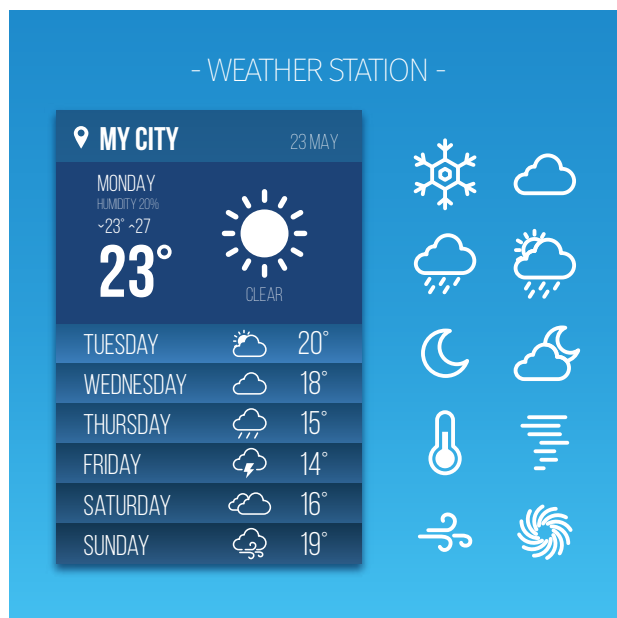 - WEATHER STATION -
MY CITY 23 MAY
MONDAY
HUMIDITY 20%
⌄23° ⌃27
23°
CLEAR
TUESDAY 20°
WEDNESDAY 18°
THURSDAY 15°
FRIDAY 14°
SATURDAY 16°
SUNDAY 19°